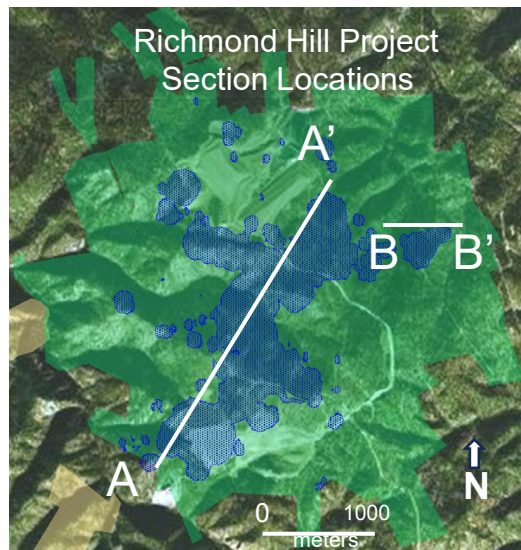 Richmond Hill Project
Section Locations
A’
B
B’
A
N
0
1000
meters